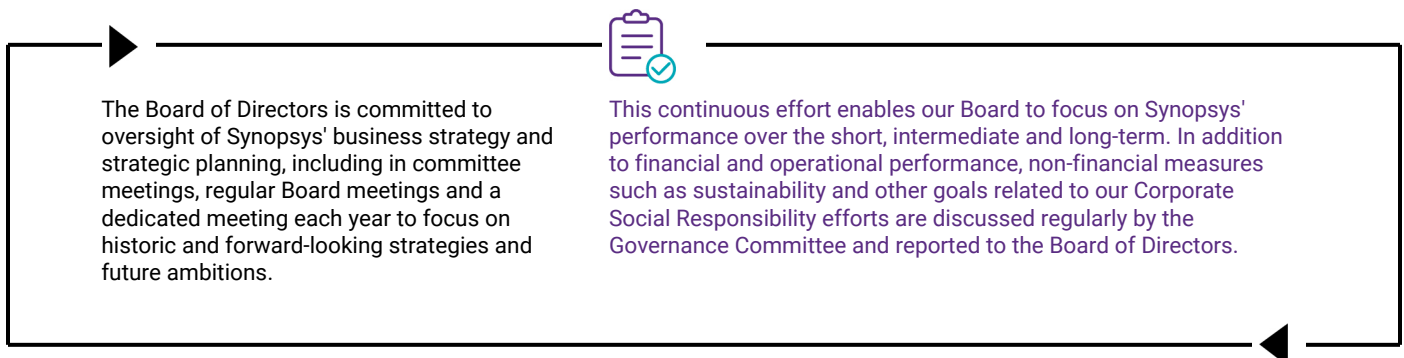 The Board of Directors is committed to
oversight of Synopsys' business strategy and
strategic planning, including in committee
meetings, regular Board meetings and a
dedicated meeting each year to focus on
historic and forward-looking strategies and
future ambitions.
This continuous effort enables our Board to focus on Synopsys'
performance over the short, intermediate and long-term. In addition
to financial and operational performance, non-financial measures
such as sustainability and other goals related to our Corporate
Social Responsibility efforts are discussed regularly by the
Governance Committee and reported to the Board of Directors.